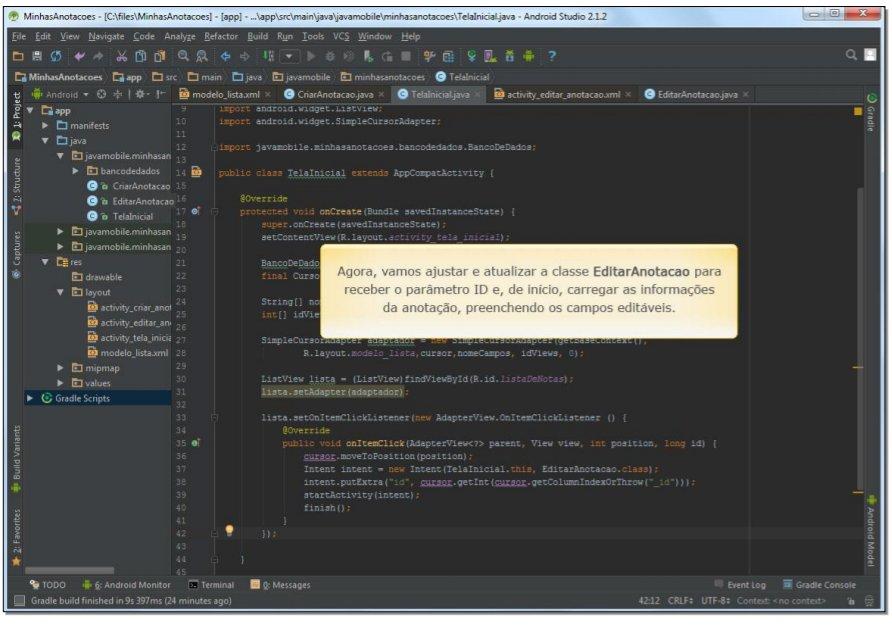 MinhasAnotacoes - [C:\files\MinhasAnotacoes] - [app] - ...\app\src\main\java\javamobile\minhasanotacoes\TelaInicial.java - Android Studio 2.1.2
File Edit View Navigate Code Analyze Refactor Build Run Tools VCS Window Help
MinhasAnotacoes app src main java javamobile minhasanotacoes TelaInicial
Android
modelo_lista.xml CriarAnotacao.java TelaInicial.java activity_editar_anotacao.xml EditarAnotacao.java
1: Project
2: Structure
Captures
Build Variants
2: Favorites
Gradle
Android Model
app
manifests
java
javamobile.minhasan
bancodedados
CriarAnotacao
EditarAnotacao
TelaInicial
javamobile.minhasan
javamobile.minhasan
res
drawable
layout
activity_criar_anot
activity_editar_an
activity_tela_inicia
modelo_lista.xml
mipmap
values
Gradle Scripts
9 import android.widget.ListView;
10 import android.widget.SimpleCursorAdapter;
11
12 import javamobile.minhasanotacoes.bancodedados.BancoDeDados;
13
14 public class TelaInicial extends AppCompatActivity {
15
16 @Override
17 protected void onCreate(Bundle savedInstanceState) {
18 super.onCreate(savedInstanceState);
19 setContentView(R.layout.activity_tela_inicial);
20
21 BancoDeDado
22 final Curso
23
24 String[] no
25 int[] idVie
26
27 SimpleCursorAdapter adaptador = new SimpleCursorAdapter(getBaseContext(),
28 R.layout.modelo_lista,cursor,nomeCampos, idViews, 0);
29
30 ListView lista = (ListView)findViewById(R.id.listaDeNotas);
31 lista.setAdapter(adaptador);
32
33 lista.setOnItemClickListener(new AdapterView.OnItemClickListener () {
34 @Override
35 public void onItemClick(AdapterView<?> parent, View view, int position, long id) {
36 cursor.moveToPosition(position);
37 Intent intent = new Intent(TelaInicial.this, EditarAnotacao.class);
38 intent.putExtra("id", cursor.getInt(cursor.getColumnIndexOrThrow("_id")));
39 startActivity(intent);
40 finish();
41 }
42 });
43
44 }
45
Agora, vamos ajustar e atualizar a classe EditarAnotacao para
receber o parâmetro ID e, de início, carregar as informações
da anotação, preenchendo os campos editáveis.
TODO 6: Android Monitor Terminal 0: Messages Event Log Gradle Console
Gradle build finished in 9s 397ms (24 minutes ago) 42:12 CRLF UTF-8 Context: <no context>